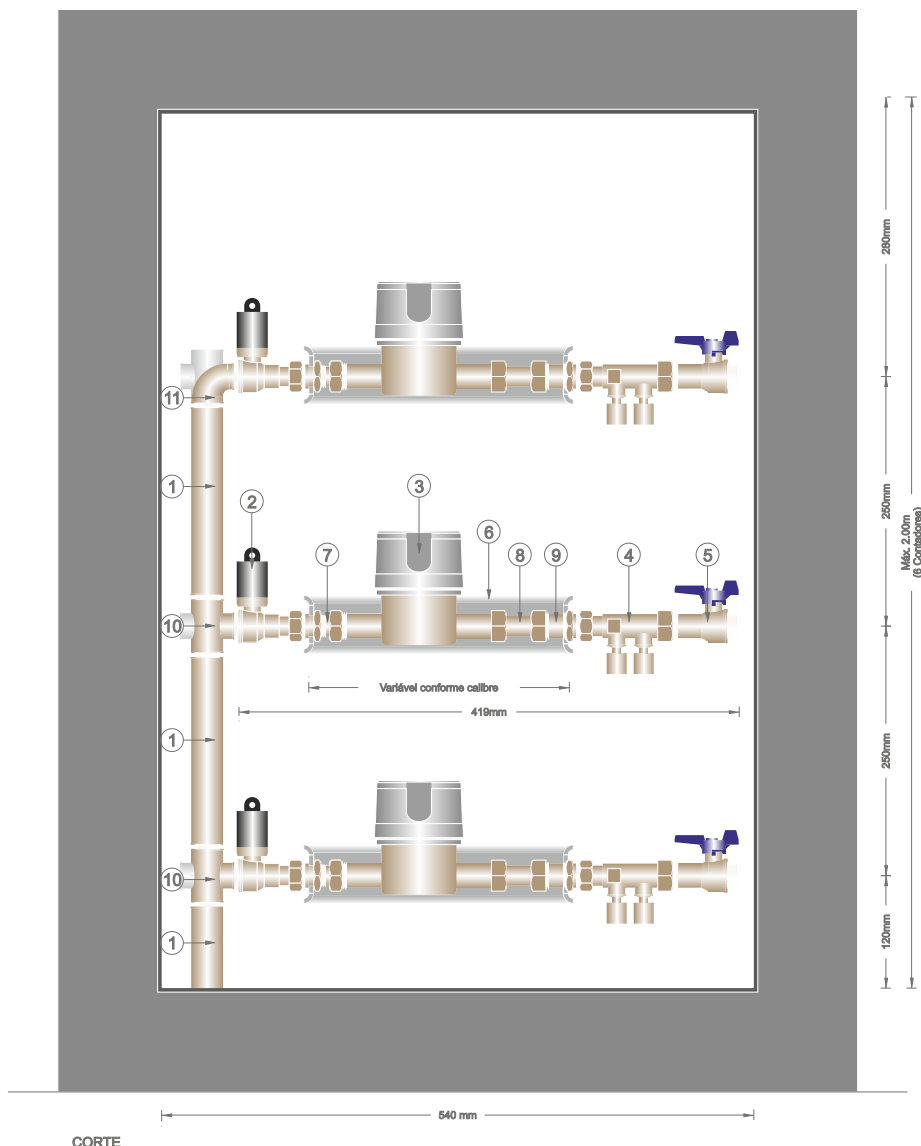 280mm
11
1
2
3
250mm
Máx. 2.00m
(6 Contadores)
7
6
8
9
4
5
10
Variável conforme calibre
419mm
1
250mm
10
1
120mm
540 mm
CORTE